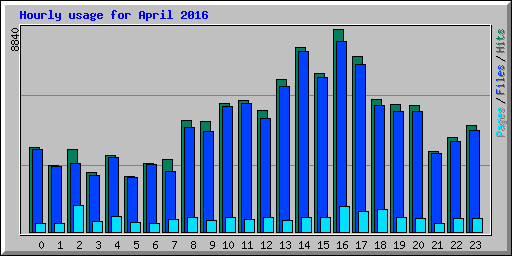 Hourly usage for April 2016
8840
Pages/Files/Hits
0 1 2 3 4 5 6 7 8 9 10 11 12 13 14 15 16 17 18 19 20 21 22 23